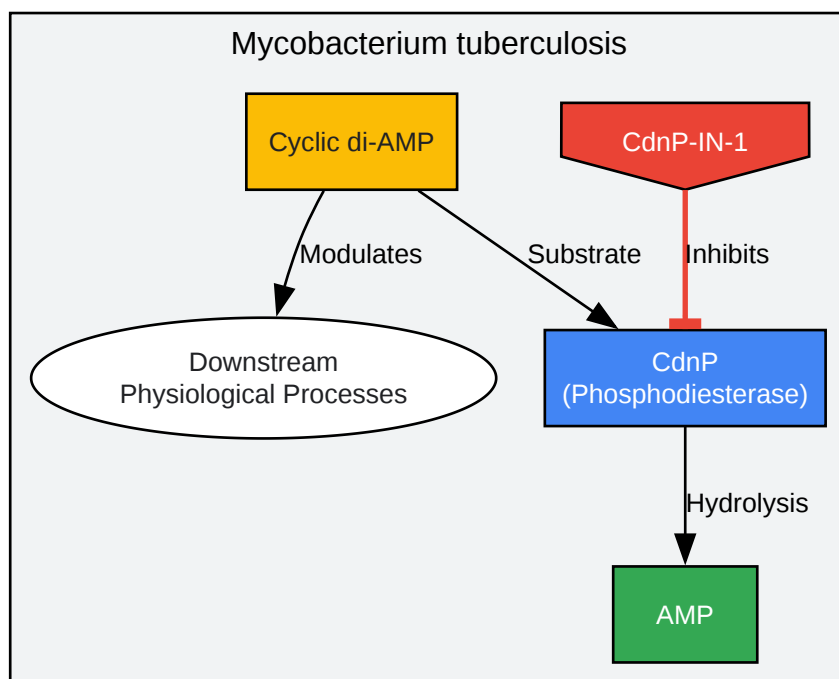 Mycobacterium tuberculosis
Cyclic di-AMP
CdnP-IN-1
Modulates
Substrate
Inhibits
Downstream
Physiological Processes
CdnP
(Phosphodiesterase)
Hydrolysis
AMP